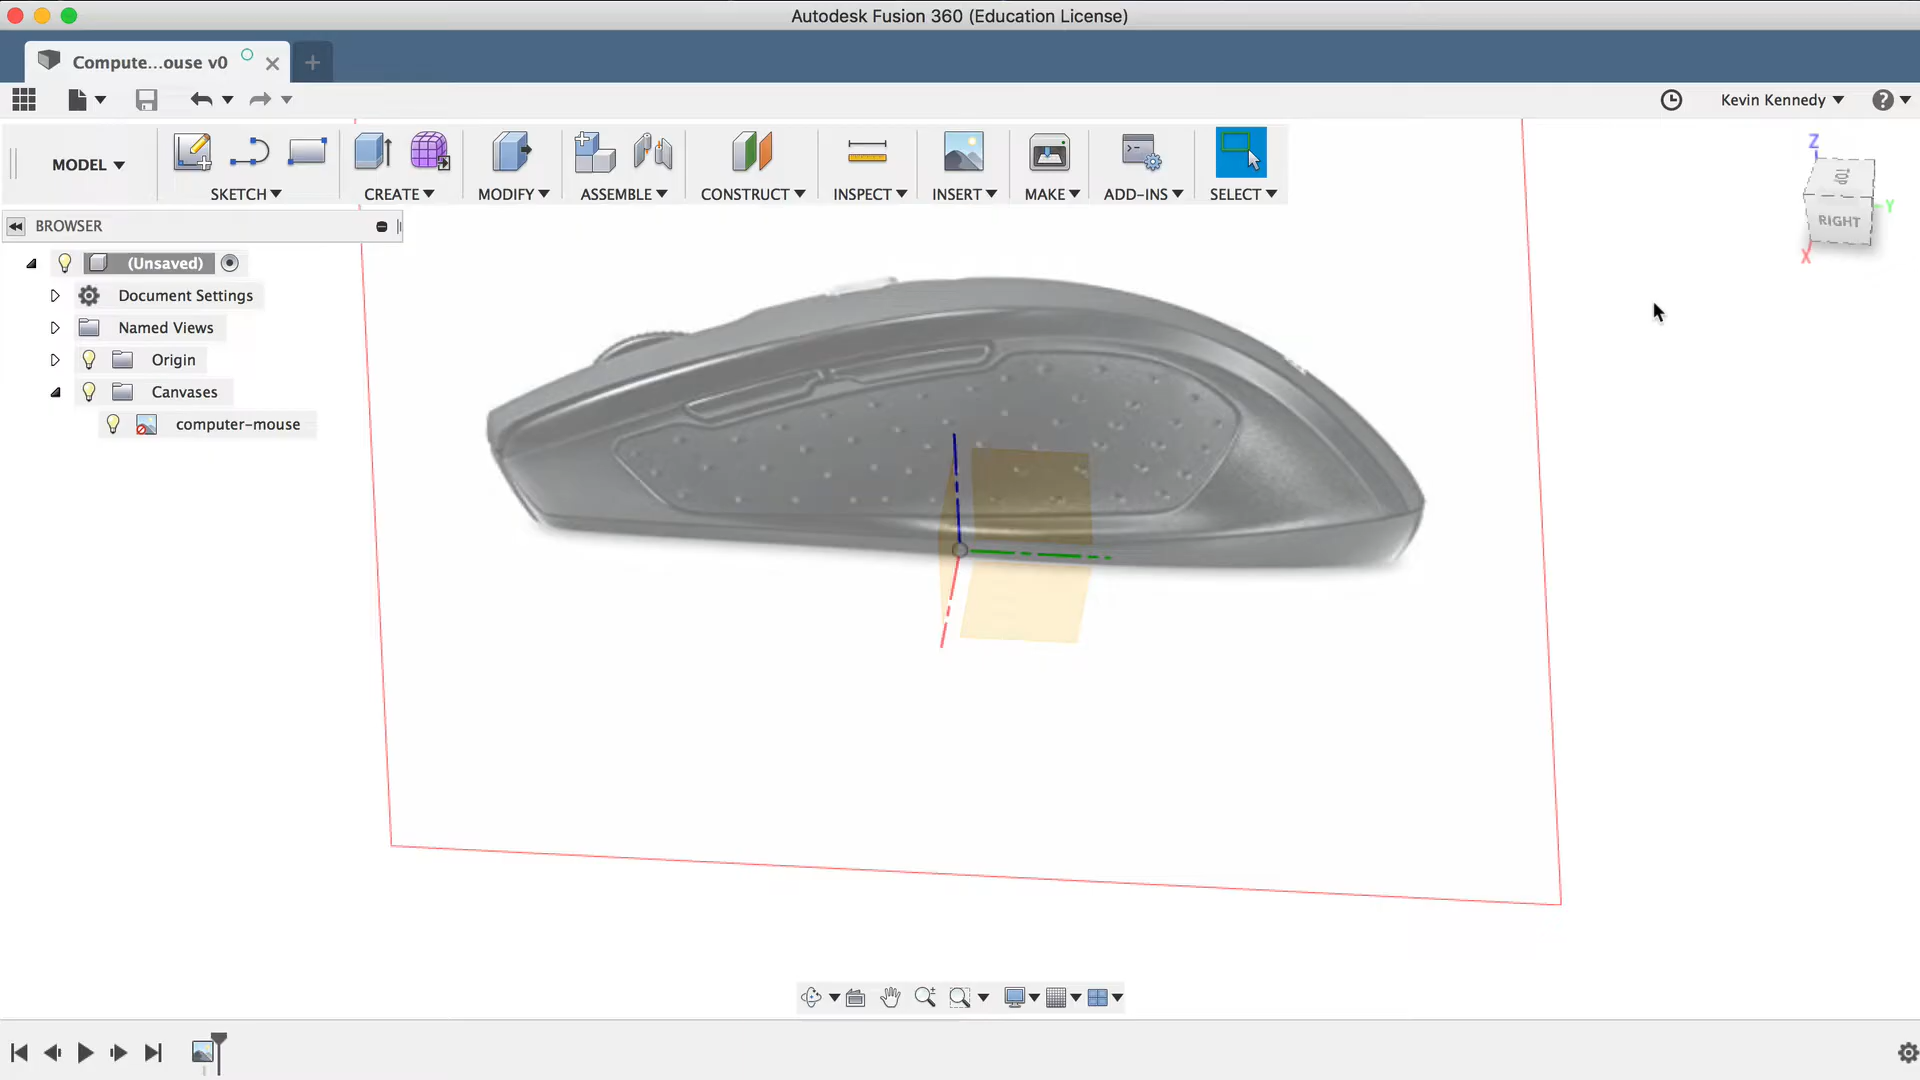 Autodesk Fusion 360 (Education License)
Compute...ouse v0
Kevin Kennedy
MODEL
SKETCH
CREATE
MODIFY
ASSEMBLE
CONSTRUCT
INSPECT
INSERT
MAKE
ADD-INS
SELECT
Z
TOP
RIGHT
Y
X
BROWSER
(Unsaved)
Document Settings
Named Views
Origin
Canvases
computer-mouse